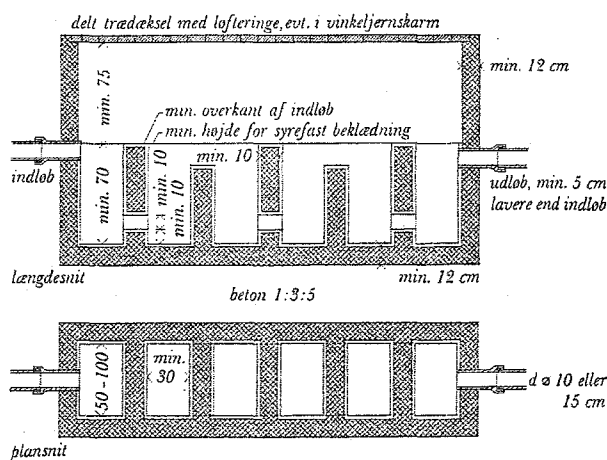 delt trædæksel med løfteringe, evt. i vinkeljernskarm
min. 75
min. 12 cm
min. overkant af indløb
min. højde for syrefast beklædning
min. 10
indløb
min. 70
min. 10
min. 10
udløb, min. 5 cm
lavere end indløb
længdesnit
min. 12 cm
beton 1:3:5
50-100
min.
30
d ø 10 eller
15 cm
plansnit